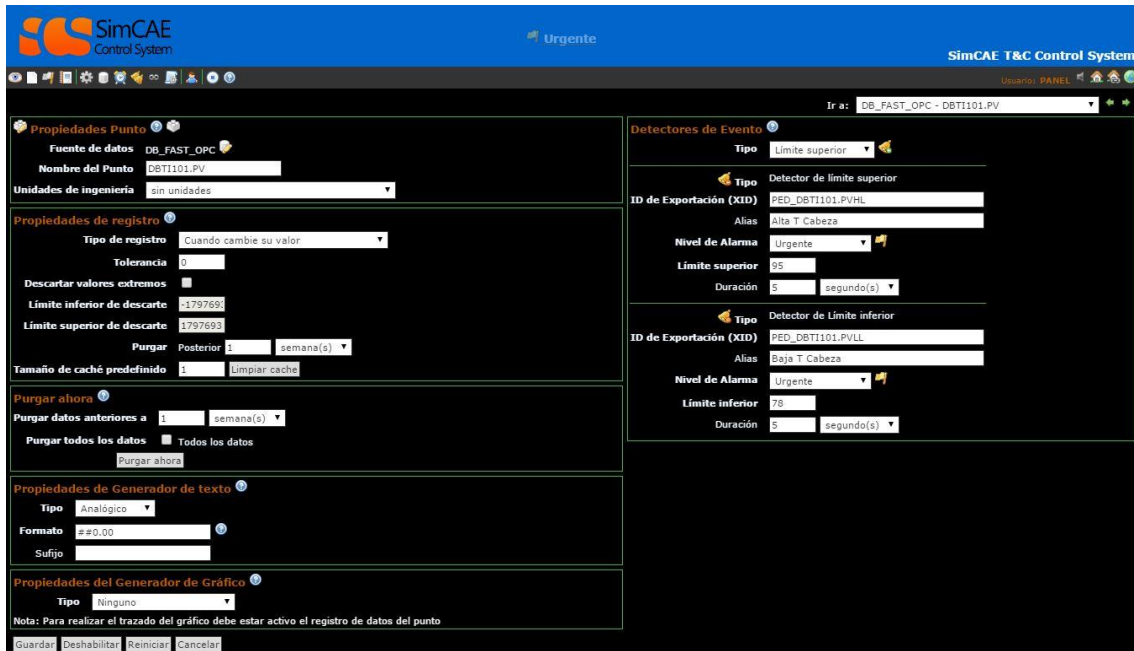 SimCAE
Control System
Urgente
SimCAE T&C Control System
Usuario: PANEL
Ir a: DB_FAST_OPC - DBTI101.PV
Propiedades Punto
Fuente de datos DB_FAST_OPC
Nombre del Punto DBTI101.PV
Unidades de ingeniería sin unidades
Propiedades de registro
Tipo de registro Cuando cambie su valor
Tolerancia 0
Descartar valores extremos
Límite inferior de descarte -179769:
Límite superior de descarte 1797693
Purgar Posterior 1 semana(s)
Tamaño de caché predefinido 1 Limpiar cache
Purgar ahora
Purgar datos anteriores a 1 semana(s)
Purgar todos los datos Todos los datos
Purgar ahora
Propiedades de Generador de texto
Tipo Analógico
Formato ##0.00
Sufijo
Propiedades del Generador de Gráfico
Tipo Ninguno
Nota: Para realizar el trazado del gráfico debe estar activo el registro de datos del punto
Guardar Deshabilitar Reiniciar Cancelar
Detectores de Evento
Tipo Límite superior
Tipo Detector de límite superior
ID de Exportación (XID) PED_DBTI101.PVHL
Alias Alta T Cabeza
Nivel de Alarma Urgente
Límite superior 95
Duración 5 segundo(s)
Tipo Detector de Límite inferior
ID de Exportación (XID) PED_DBTI101.PVLL
Alias Baja T Cabeza
Nivel de Alarma Urgente
Límite inferior 78
Duración 5 segundo(s)